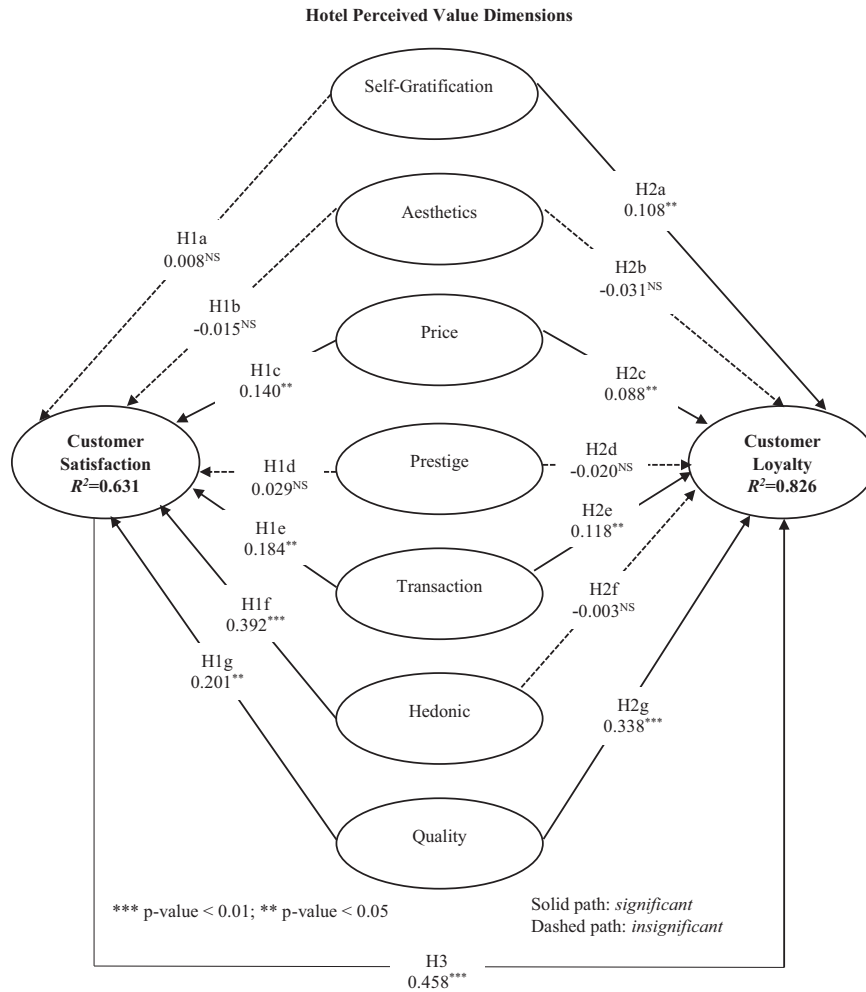 Hotel Perceived Value Dimensions
Self-Gratification
H2a
0.108**
Aesthetics
H1a
0.008NS
H2b
-0.031NS
H1b
-0.015NS
Price
H1c
0.140**
H2c
0.088**
Customer
Satisfaction
R²=0.631
H1d
0.029NS
Prestige
H2d
-0.020NS
Customer
Loyalty
R²=0.826
H1e
0.184**
H2e
0.118**
Transaction
H1f
0.392***
H2f
-0.003NS
H1g
0.201**
Hedonic
H2g
0.338***
Quality
*** p-value < 0.01; ** p-value < 0.05
Solid path: significant
Dashed path: insignificant
H3
0.458***